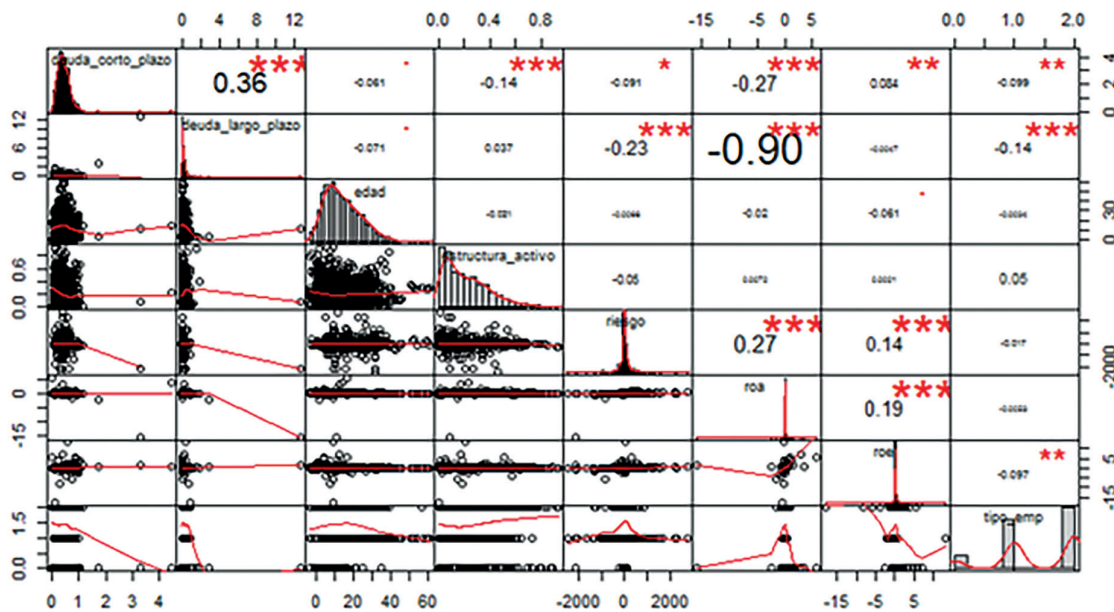 0 4 8 12 0.0 0.4 0.8 -15 -5 0 5 0.0 1.0 2.0
deuda_corto_plazo 0.36 *** -0.061 . -0.14 *** -0.091 * -0.27 *** 0.084 ** -0.099 ** 0 2 4
0 6 12 deuda_largo_plazo -0.071 . 0.037 -0.23 *** -0.90 *** -0.0047 -0.14 ***
edad -0.021 -0.02 -0.061 . 0.30
0.0 0.6 estructura_activo -0.05 0.05
riesgo 0.27 *** 0.14 *** -0.017 -2000
-15 0 roa 0.19 ***
roe -0.097 ** -15 5
0.0 1.5 tipo_emp
0 1 2 3 4 0 20 40 60 -2000 0 2000 -15 -5 5